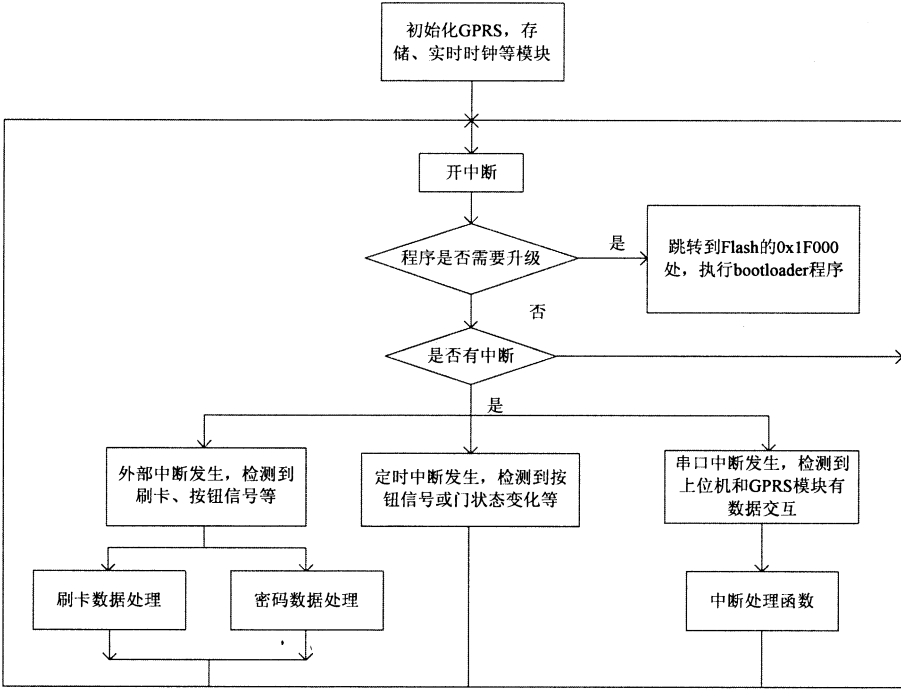 初始化GPRS，存
储、实时时钟等模块
开中断
程序是否需要升级
是
跳转到Flash的0x1F000
处，执行bootloader程序
否
是否有中断
是
外部中断发生，检测到
刷卡、按钮信号等
定时中断发生，检测到按
钮信号或门状态变化等
串口中断发生，检测到
上位机和GPRS模块有
数据交互
刷卡数据处理
密码数据处理
中断处理函数